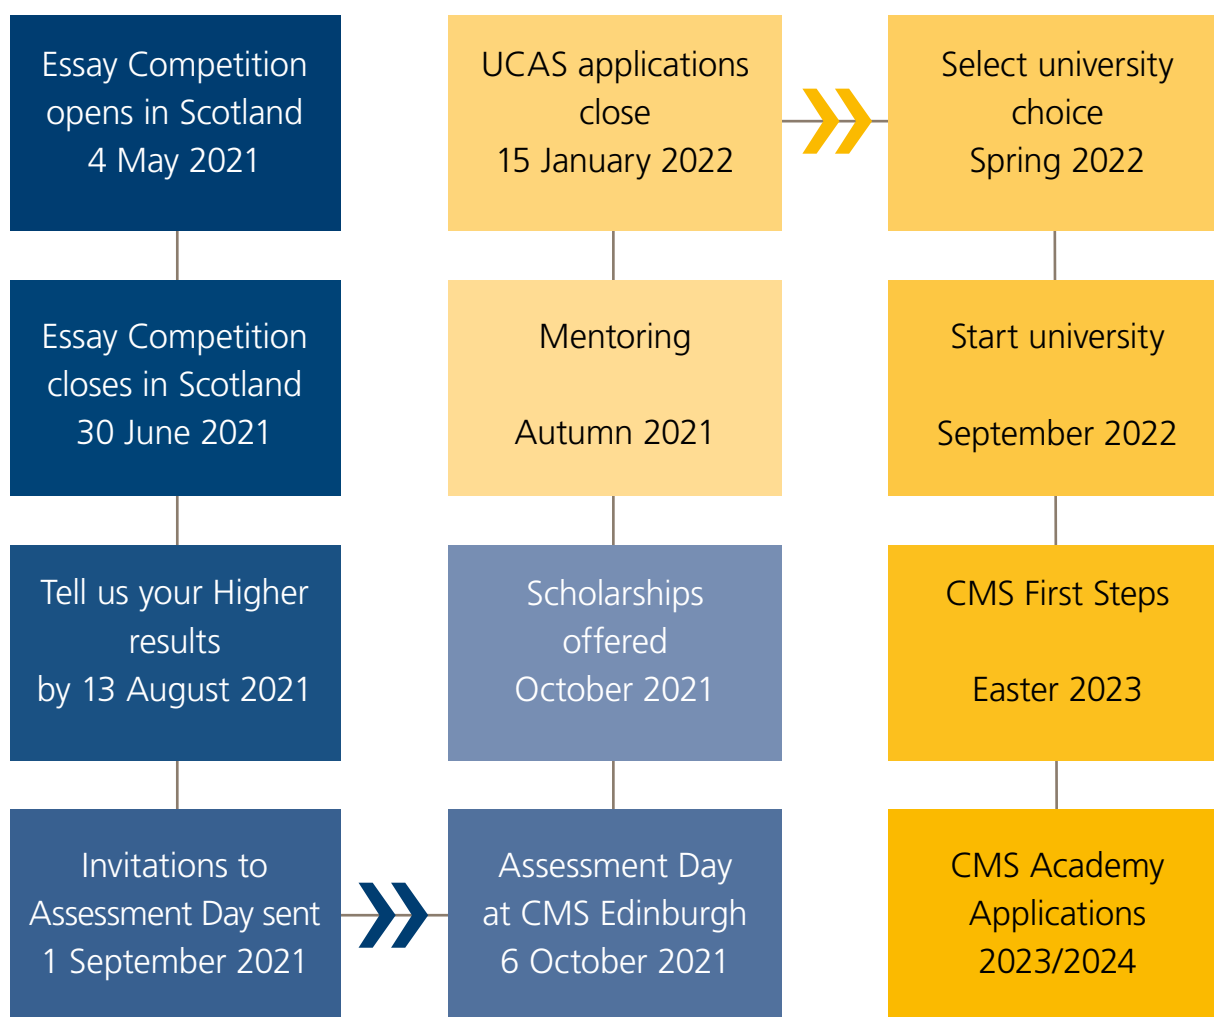 Essay Competition
opens in Scotland
4 May 2021
Essay Competition
closes in Scotland
30 June 2021
Tell us your Higher
results
by 13 August 2021
Invitations to
Assessment Day sent
1 September 2021
Assessment Day
at CMS Edinburgh
6 October 2021
Scholarships
offered
October 2021
Mentoring
Autumn 2021
UCAS applications
close
15 January 2022
Select university
choice
Spring 2022
Start university
September 2022
CMS First Steps
Easter 2023
CMS Academy
Applications
2023/2024